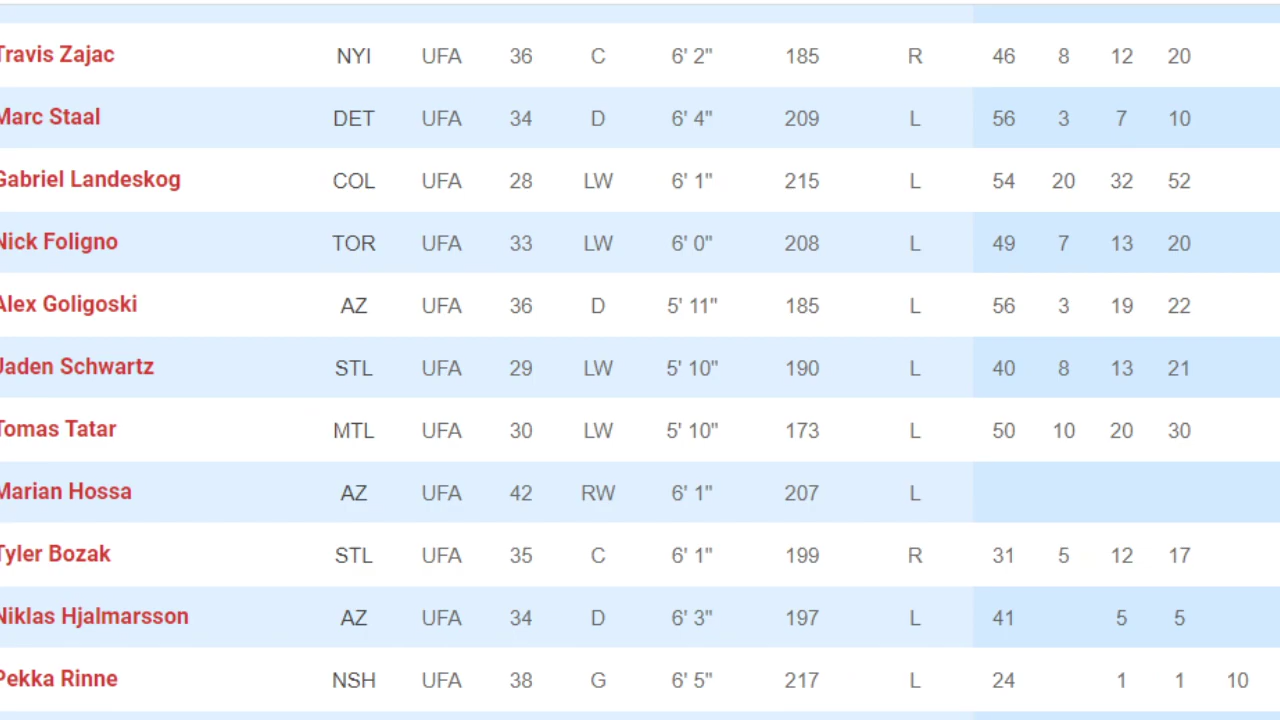 Travis Zajac NYI UFA 36 C 6' 2" 185 R 46 8 12 20
Marc Staal DET UFA 34 D 6' 4" 209 L 56 3 7 10
Gabriel Landeskog COL UFA 28 LW 6' 1" 215 L 54 20 32 52
Nick Foligno TOR UFA 33 LW 6' 0" 208 L 49 7 13 20
Alex Goligoski AZ UFA 36 D 5' 11" 185 L 56 3 19 22
Jaden Schwartz STL UFA 29 LW 5' 10" 190 L 40 8 13 21
Tomas Tatar MTL UFA 30 LW 5' 10" 173 L 50 10 20 30
Marian Hossa AZ UFA 42 RW 6' 1" 207 L
Tyler Bozak STL UFA 35 C 6' 1" 199 R 31 5 12 17
Niklas Hjalmarsson AZ UFA 34 D 6' 3" 197 L 41 5 5
Pekka Rinne NSH UFA 38 G 6' 5" 217 L 24 1 1 10